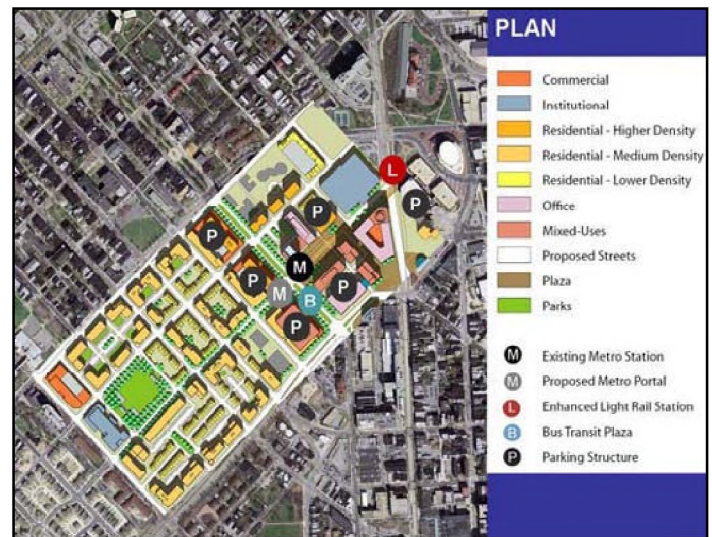 PLAN
Commercial
Institutional
Residential - Higher Density
Residential - Medium Density
Residential - Lower Density
Office
Mixed-Uses
Proposed Streets
Plaza
Parks
M Existing Metro Station
M Proposed Metro Portal
L Enhanced Light Rail Station
B Bus Transit Plaza
P Parking Structure
L
P
P
P
M
P
M
B
P
P